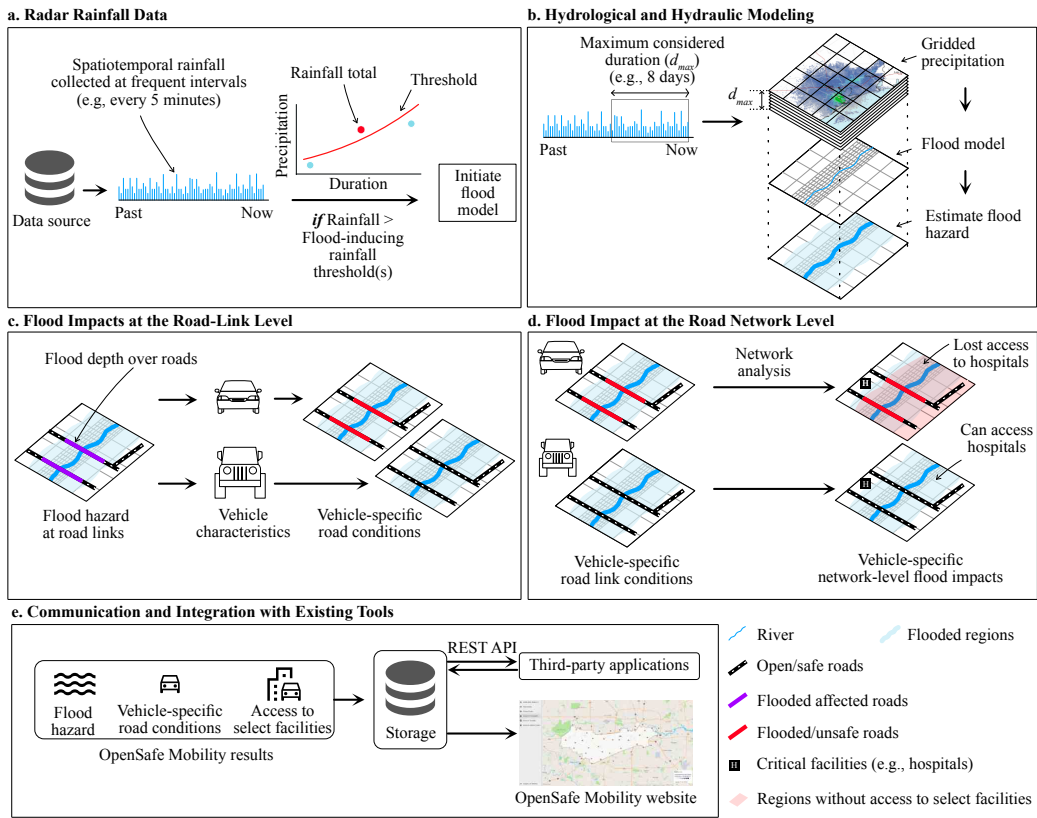 a. Radar Rainfall Data
Spatiotemporal rainfall
collected at frequent intervals
(e.g, every 5 minutes)
Rainfall total
Threshold
Precipitation
Duration
Data source
Past
Now
if Rainfall >
Flood-inducing
rainfall
threshold(s)
Initiate
flood
model
b. Hydrological and Hydraulic Modeling
Maximum considered
duration (dmax)
(e.g., 8 days)
Past
Now
dmax
Gridded
precipitation
Flood model
Estimate flood
hazard
c. Flood Impacts at the Road-Link Level
Flood depth over roads
Flood hazard
at road links
Vehicle
characteristics
Vehicle-specific
road conditions
d. Flood Impact at the Road Network Level
Network
analysis
Lost access
to hospitals
H
Can access
hospitals
H
Vehicle-specific
road link conditions
Vehicle-specific
network-level flood impacts
e. Communication and Integration with Existing Tools
Flood
hazard
Vehicle-specific
road conditions
Access to
select facilities
OpenSafe Mobility results
Storage
REST API
Third-party applications
OpenSafe Mobility website
River
Flooded regions
Open/safe roads
Flooded affected roads
Flooded/unsafe roads
H
Critical facilities (e.g., hospitals)
Regions without access to select facilities